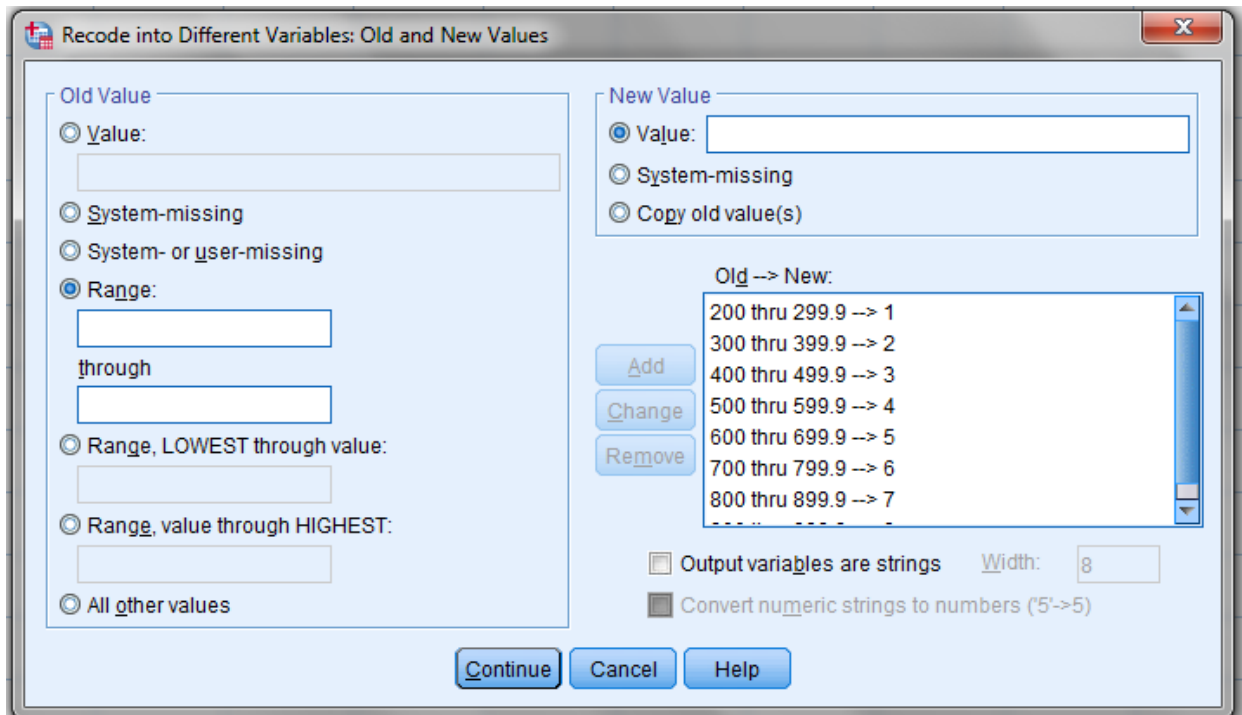 Recode into Different Variables: Old and New Values
Old Value
Value:
System-missing
System- or user-missing
Range:
through
Range, LOWEST through value:
Range, value through HIGHEST:
All other values
New Value
Value:
System-missing
Copy old value(s)
Old --> New:
200 thru 299.9 --> 1
300 thru 399.9 --> 2
400 thru 499.9 --> 3
500 thru 599.9 --> 4
600 thru 699.9 --> 5
700 thru 799.9 --> 6
800 thru 899.9 --> 7
Add
Change
Remove
Output variables are strings Width: 8
Convert numeric strings to numbers ('5'->5)
Continue Cancel Help